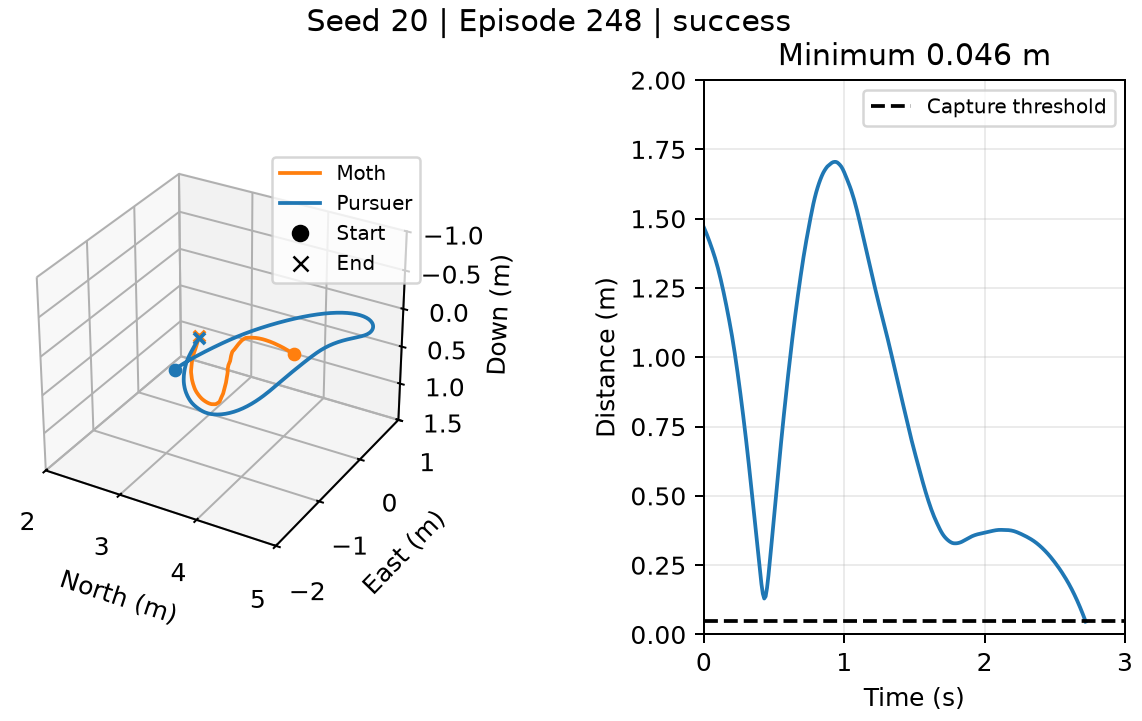 Seed 20 | Episode 248 | success
Moth
Pursuer
Start
End
−1.0
−0.5
0.0
0.5
1.0
1.5
Down (m)
1
0
−1
−2
East (m)
2
3
4
5
North (m)
Minimum 0.046 m
Capture threshold
2.00
1.75
1.50
1.25
1.00
0.75
0.50
0.25
0.00
Distance (m)
0 1 2 3
Time (s)